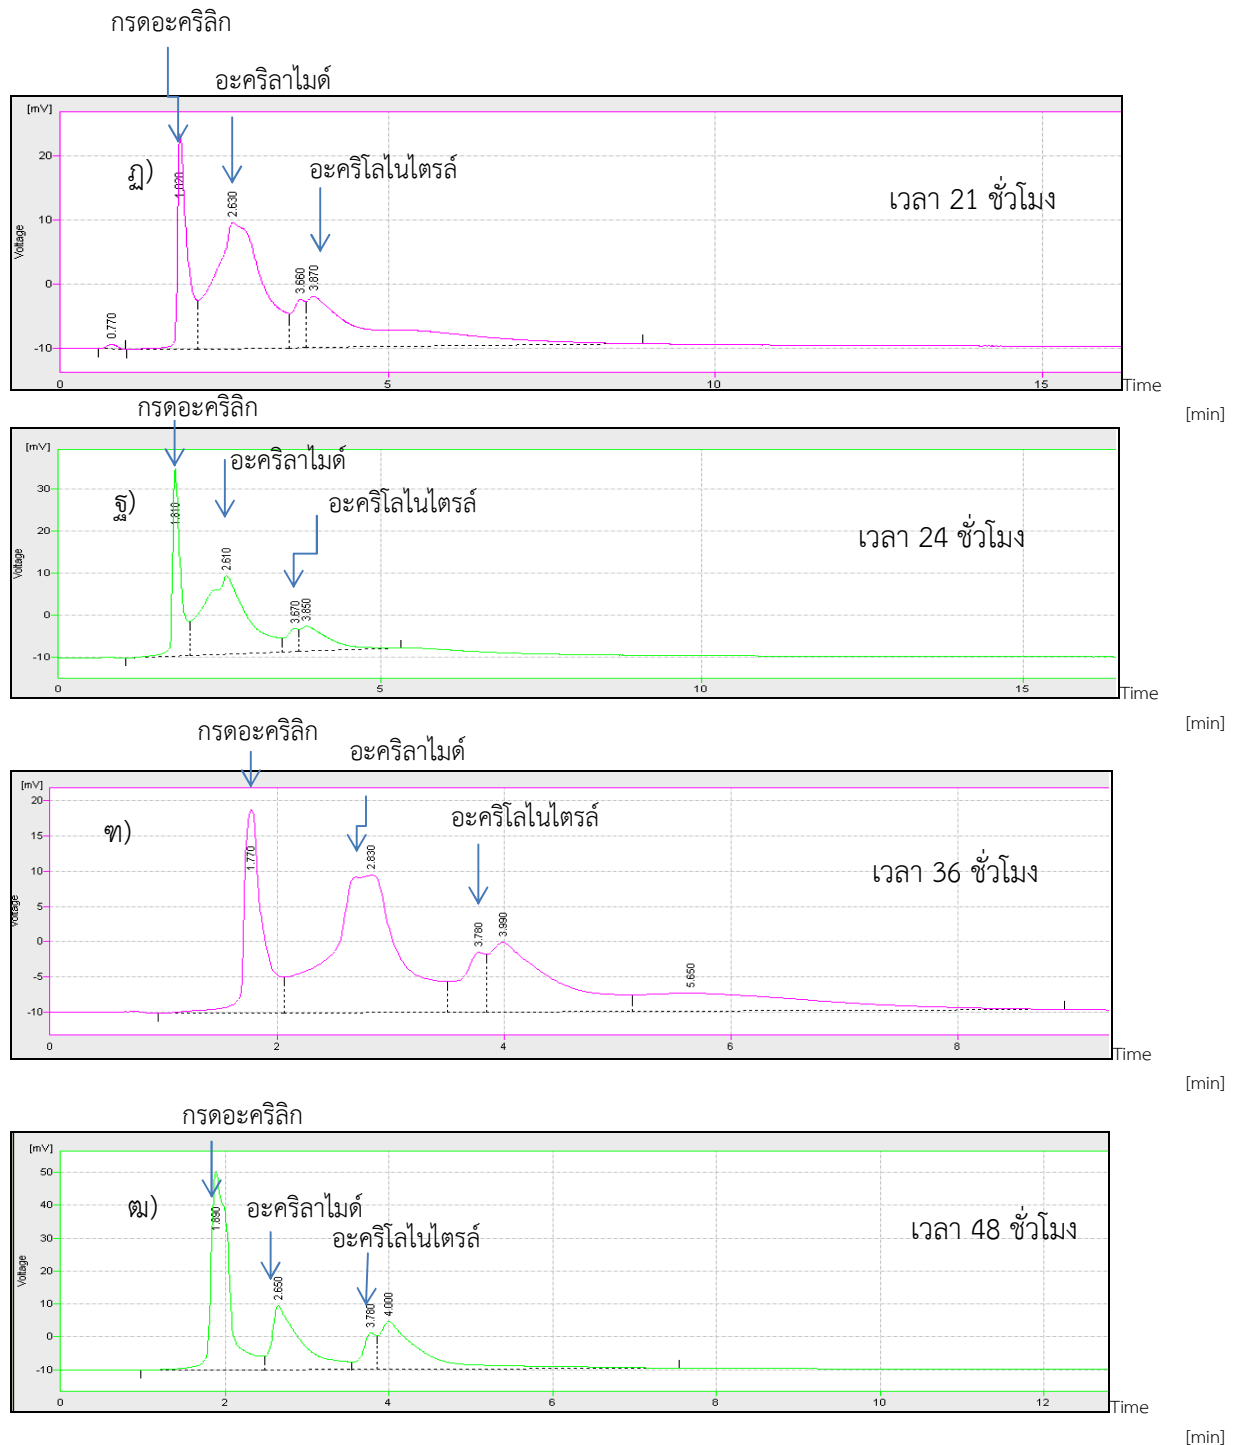 กรดอะคริลิก
อะคริลาไมด์
[mV]
ฏ)
อะคริโลไนไตรล์
เวลา 21 ชั่วโมง
20
10
0
-10
Voltage
0.770
2.630
3.660
3.870
0 5 10 15
Time
[min]
กรดอะคริลิก
[mV]
อะคริลาไมด์
ฐ)
อะคริโลไนไตรล์
เวลา 24 ชั่วโมง
30
20
10
0
-10
Voltage
1.810
2.610
3.670
3.850
0 5 10 15
Time
[min]
กรดอะคริลิก
อะคริลาไมด์
[mV]
ฑ)
อะคริโลไนไตรล์
เวลา 36 ชั่วโมง
20
15
10
5
0
-5
-10
Voltage
1.770
2.830
3.780
3.990
5.650
0 2 4 6 8
Time
[min]
กรดอะคริลิก
[mV]
ฒ)
อะคริลาไมด์
อะคริโลไนไตรล์
เวลา 48 ชั่วโมง
50
40
30
20
10
0
-10
Voltage
1.890
2.650
3.780
4.000
0 2 4 6 8 10 12
Time
[min]